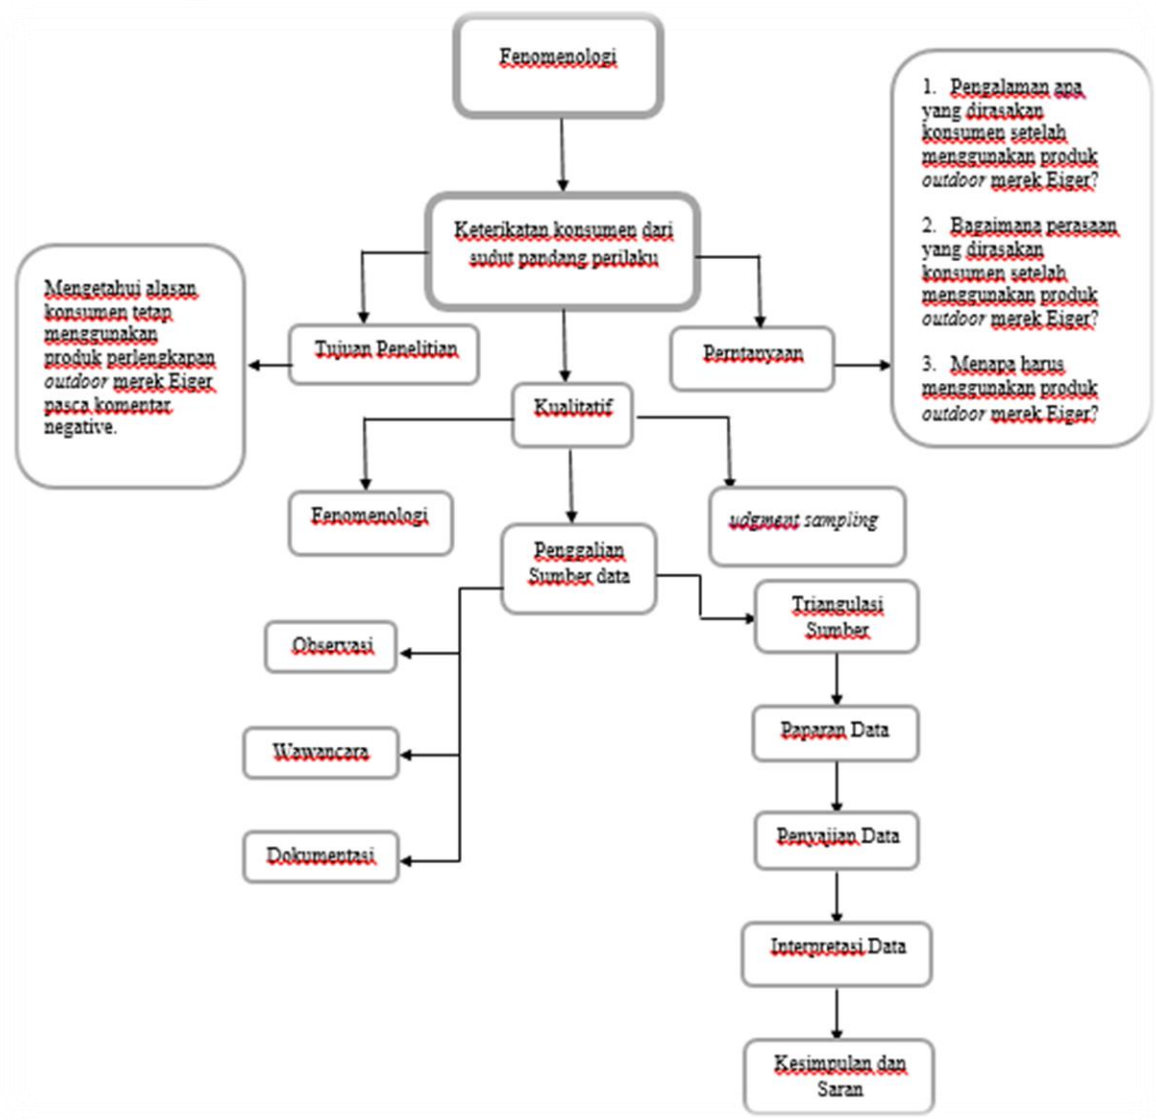 Fenomenologi
1. Pengalaman apa
yang dirasakan
konsumen setelah
menggunakan produk
outdoor merek Eiger?
2. Bagaimana perasaan
yang dirasakan
konsumen setelah
menggunakan produk
outdoor merek Eiger?
3. Menapa harus
menggunakan produk
outdoor merek Eiger?
Keterikatan konsumen dari
sudut pandang perilaku
Mengetahui alasan
konsumen tetap
menggunakan
produk perlengkapan
outdoor merek Eiger
pasca komentar
negative.
Tujuan Penelitian
Perntanyaan
Kualitatif
Fenomenologi
udgment sampling
Penggalian
Sumber data
Triangulasi
Sumber
Observasi
Wawancara
Dokumentasi
Paparan Data
Penyajian Data
Interpretasi Data
Kesimpulan dan
Saran